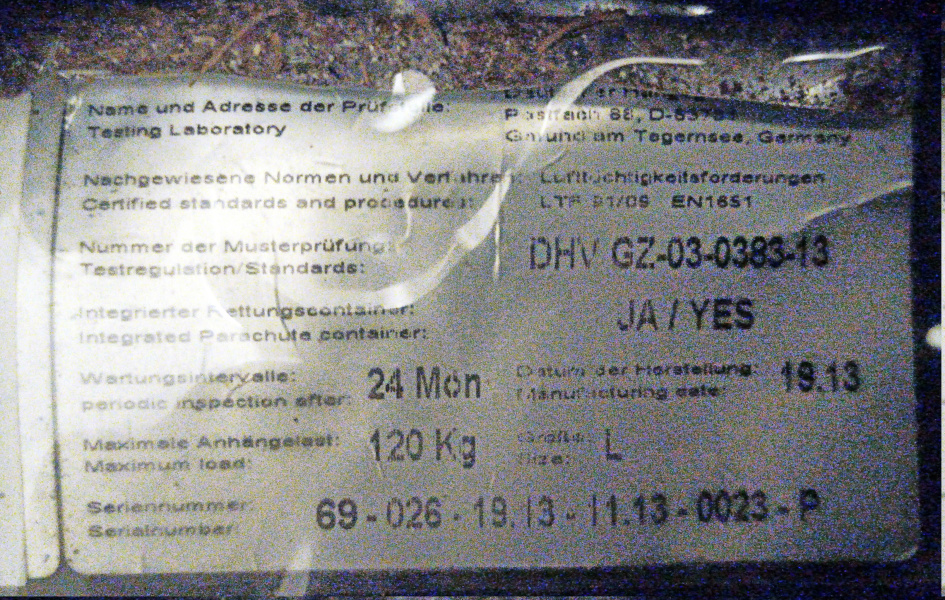 Name und Adresse der
Testing Laboratory
Postfach 88, D-83703
Gmund am Tegernsee, Germany
Nachgewiesene Normen und Verfahren: Lufttüchtigkeitsforderungen
Certified standards and procedures: LTF 91/09 EN1651
Nummer der Musterprüfung: DHV GZ-03-0383-13
Testregulation/Standards:
Integrierter Rettungscontainer: JA / YES
Integrated Parachute container:
Wartungsintervalle: 24 Mon Datum der Herstellung: 19.13
periodic inspection after: Manufacturing date:
Maximale Anhängelast: 120 Kg Größe: L
Maximum load: Size:
Seriennummer: 69 - 026 - 19.13 - 11.13 - 0023 - P
Serialnumber: